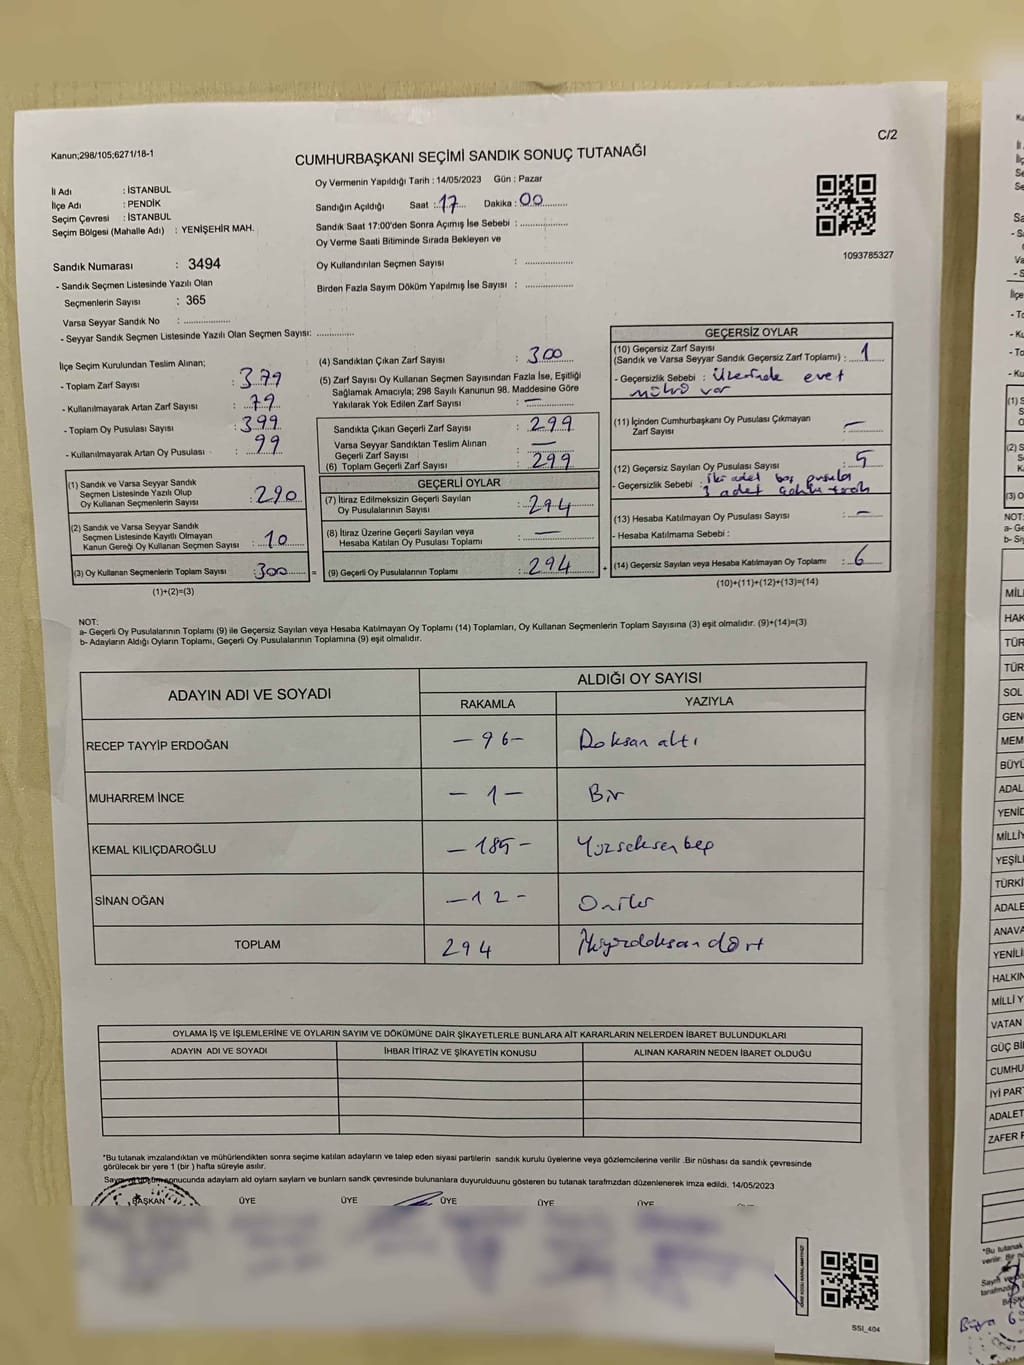 C/2
Kanun;298/105;6271/18-1
CUMHURBAŞKANI SEÇİMİ SANDIK SONUÇ TUTANAĞI
İl Adı : İSTANBUL
İlçe Adı : PENDİK
Seçim Çevresi : İSTANBUL
Seçim Bölgesi (Mahalle Adı) : YENİŞEHİR MAH.
Oy Vermenin Yapıldığı Tarih : 14/05/2023 Gün : Pazar
Sandığın Açıldığı Saat : 17 Dakika : 00
Sandık Saat 17:00'den Sonra Açımış İse Sebebi :
Oy Verme Saati Bitiminde Sırada Bekleyen ve
Oy Kullandırılan Seçmen Sayısı :
Birden Fazla Sayım Döküm Yapılmış İse Sayısı :
1093785327
Sandık Numarası : 3494
- Sandık Seçmen Listesinde Yazılı Olan
Seçmenlerin Sayısı : 365
Varsa Seyyar Sandık No :
- Seyyar Sandık Seçmen Listesinde Yazılı Olan Seçmen Sayısı:
İlçe Seçim Kurulundan Teslim Alınan;
- Toplam Zarf Sayısı : 379
- Kullanılmayarak Artan Zarf Sayısı : 79
- Toplam Oy Pusulası Sayısı : 399
- Kullanılmayarak Artan Oy Pusulası : 99
(1) Sandık ve Varsa Seyyar Sandık
Seçmen Listesinde Yazılı Olup
Oy Kullanan Seçmenlerin Sayısı : 290
(2) Sandık ve Varsa Seyyar Sandık
Seçmen Listesinde Kayıtlı Olmayan
Kanun Gereği Oy Kullanan Seçmen Sayısı : 10
(3) Oy Kullanan Seçmenlerin Toplam Sayısı : 300 =
(1)+(2)=(3)
(4) Sandıktan Çıkan Zarf Sayısı : 300
(5) Zarf Sayısı Oy Kullanan Seçmen Sayısından Fazla İse, Eşitliği
Sağlamak Amacıyla; 298 Sayılı Kanunun 98. Maddesine Göre
Yakılarak Yok Edilen Zarf Sayısı : —
Sandıkta Çıkan Geçerli Zarf Sayısı : 299
Varsa Seyyar Sandıktan Teslim Alınan
Geçerli Zarf Sayısı : —
(6) Toplam Geçerli Zarf Sayısı : 299
GEÇERLİ OYLAR
(7) İtiraz Edilmeksizin Geçerli Sayılan
Oy Pusulalarının Sayısı : 294
(8) İtiraz Üzerine Geçerli Sayılan veya
Hesaba Katılan Oy Pusulası Toplamı : —
(9) Geçerli Oy Pusulalarının Toplamı : 294 +
GEÇERSİZ OYLAR
(10) Geçersiz Zarf Sayısı
(Sandık ve Varsa Seyyar Sandık Geçersiz Zarf Toplamı) : 1
- Geçersizlik Sebebi : Üzerinde evet
mührü var
(11) İçinden Cumhurbaşkanı Oy Pusulası Çıkmayan
Zarf Sayısı : —
(12) Geçersiz Sayılan Oy Pusulası Sayısı : 5
- Geçersizlik Sebebi : İki adet boş pusula
3 adet
(13) Hesaba Katılmayan Oy Pusulası Sayısı : —
- Hesaba Katılmama Sebebi :
(14) Geçersiz Sayılan veya Hesaba Katılmayan Oy Toplamı : 6
(10)+(11)+(12)+(13)=(14)
NOT:
a- Geçerli Oy Pusulalarının Toplamı (9) ile Geçersiz Sayılan veya Hesaba Katılmayan Oy Toplamı (14) Toplamları, Oy Kullanan Seçmenlerin Toplam Sayısına (3) eşit olmalıdır. (9)+(14)=(3)
b- Adayların Aldığı Oyların Toplamı, Geçerli Oy Pusulalarının Toplamına (9) eşit olmalıdır.
ADAYIN ADI VE SOYADI
ALDIĞI OY SAYISI
RAKAMLA YAZIYLA
RECEP TAYYİP ERDOĞAN — 96 — Doksan altı
MUHARREM İNCE — 1 — Bir
KEMAL KILIÇDAROĞLU — 185 — Yüzseksenbeş
SİNAN OĞAN — 12 — Oniki
TOPLAM 294 İkiyüzdoksan dört
OYLAMA İŞ VE İŞLEMLERİNE VE OYLARIN SAYIM VE DÖKÜMÜNE DAİR ŞİKAYETLERLE BUNLARA AİT KARARLARIN NELERDEN İBARET BULUNDUKLARI
ADAYIN ADI VE SOYADI İHBAR İTİRAZ VE ŞİKAYETİN KONUSU ALINAN KARARIN NEDEN İBARET OLDUĞU
*Bu tutanak imzalandıktan ve mühürlendikten sonra seçime katılan adayların ve talep eden siyasi partilerin sandık kurulu üyelerine veya gözlemcilerine verilir .Bir nüshası da sandık çevresinde
görülecek bir yere 1 (bir ) hafta süreyle asılır.
Sayım ve döküm sonucunda adayların aldığı oyların sayılarını ve bunların sandık çevresinde bulunanlara duyurulduğunu gösteren bu tutanak tarafımızdan düzenlenerek imza edildi. 14/05/2023
BAŞKAN ÜYE ÜYE ÜYE ÜYE ÜYE
SSI_404
MİLLİ Y
VATAN
GÜÇ Bİ
CUMHU
İYİ PART
ADALET
ZAFER P